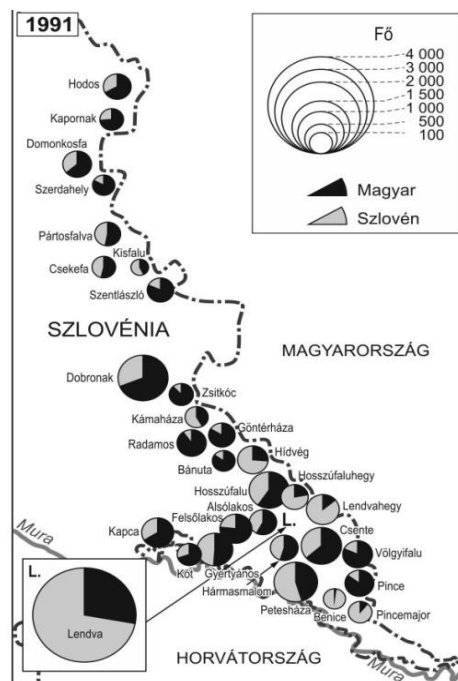 1991
Fő
4 000
3 000
2 000
1 500
1 000
500
100
Magyar
Szlovén
Hodos
Kapornak
Domonkosfa
Szerdahely
Pártosfalva
Kisfalu
Csekefa
Szentlászló
SZLOVÉNIA
MAGYARORSZÁG
Dobronak
Zsitkóc
Kámaháza
Göntérháza
Radamos
Hídvég
Bánuta
Hosszúfaluhegy
Hosszúfalu
Alsólakos
Lendvahegy
Felsőlakos
L.
Kapca
Csente
Mura
Völgyifalu
Kót
Gyertyános
L.
Hármasmalom
Pince
Petesháza
Benice
Pincemajor
Lendva
HORVÁTORSZÁG
Mura